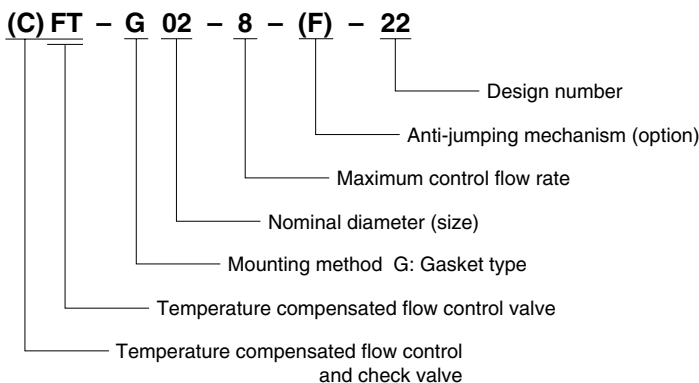 (C) FT – G 02 – 8 – (F) – 22
Design number
Anti-jumping mechanism (option)
Maximum control flow rate
Nominal diameter (size)
Mounting method G: Gasket type
Temperature compensated flow control valve
Temperature compensated flow control
and check valve